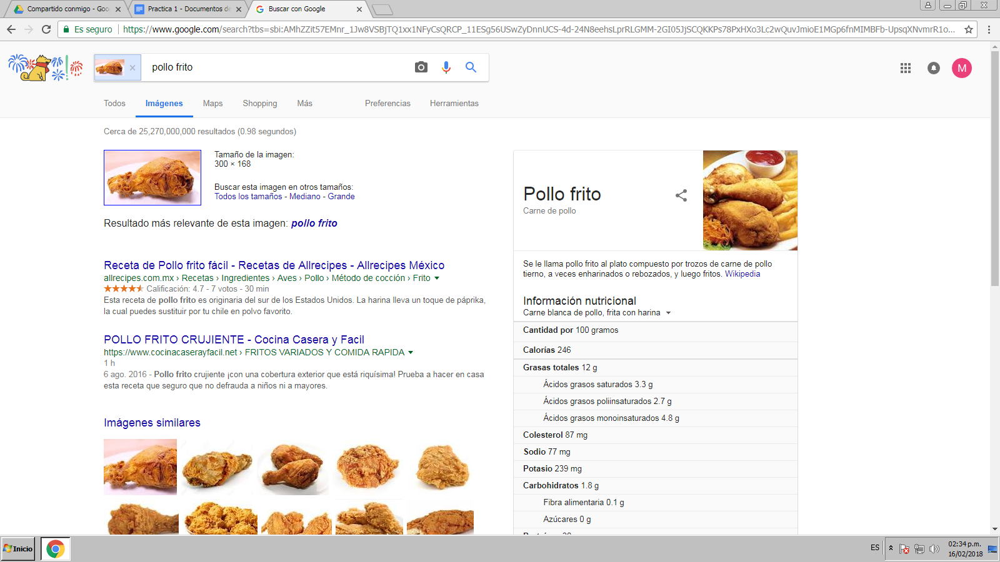 Compartido conmigo - Goo
Practica 1 - Documentos de
Buscar con Google
Es seguro
https://www.google.com/search?tbs=sbi:AMhZZit57EMnr_1Jw8VSBjTQ1xx1NFyCsQRCP_11ESg56USwZyDnnUCS-4d-24N8eehsLprRLGMM-2GI05JjSCQKKPs78PxHXo3Lc2wQuvJmioE1MGp6fnMIMBFb-UpsqXNvmrR1o...
pollo frito
M
Todos
Imágenes
Maps
Shopping
Más
Preferencias
Herramientas
Cerca de 25,270,000,000 resultados (0.98 segundos)
Tamaño de la imagen:
300 × 168
Buscar esta imagen en otros tamaños:
Todos los tamaños - Mediano - Grande
Resultado más relevante de esta imagen: pollo frito
Receta de Pollo frito fácil - Recetas de Allrecipes - Allrecipes México
allrecipes.com.mx › Recetas › Ingredientes › Aves › Pollo › Método de cocción › Frito
Calificación: 4.7 - 7 votos - 30 min
Esta receta de pollo frito es originaria del sur de los Estados Unidos. La harina lleva un toque de páprika,
la cual puedes sustituir por tu chile en polvo favorito.
POLLO FRITO CRUJIENTE - Cocina Casera y Facil
https://www.cocinacaserayfacil.net › FRITOS VARIADOS Y COMIDA RAPIDA
1 h
6 ago. 2016 - Pollo frito crujiente ¡con una cobertura exterior que está riquísima! Prueba a hacer en casa
esta receta que seguro que no defrauda a niños ni a mayores.
Imágenes similares
Pollo frito
Carne de pollo
Se le llama pollo frito al plato compuesto por trozos de carne de pollo
tierno, a veces enharinados o rebozados, y luego fritos. Wikipedia
Información nutricional
Carne blanca de pollo, frita con harina
Cantidad por 100 gramos
Calorías 246
Grasas totales 12 g
Ácidos grasos saturados 3.3 g
Ácidos grasos poliinsaturados 2.7 g
Ácidos grasos monoinsaturados 4.8 g
Colesterol 87 mg
Sodio 77 mg
Potasio 239 mg
Carbohidratos 1.8 g
Fibra alimentaria 0.1 g
Azúcares 0 g
Inicio
ES
02:34 p.m.
16/02/2018